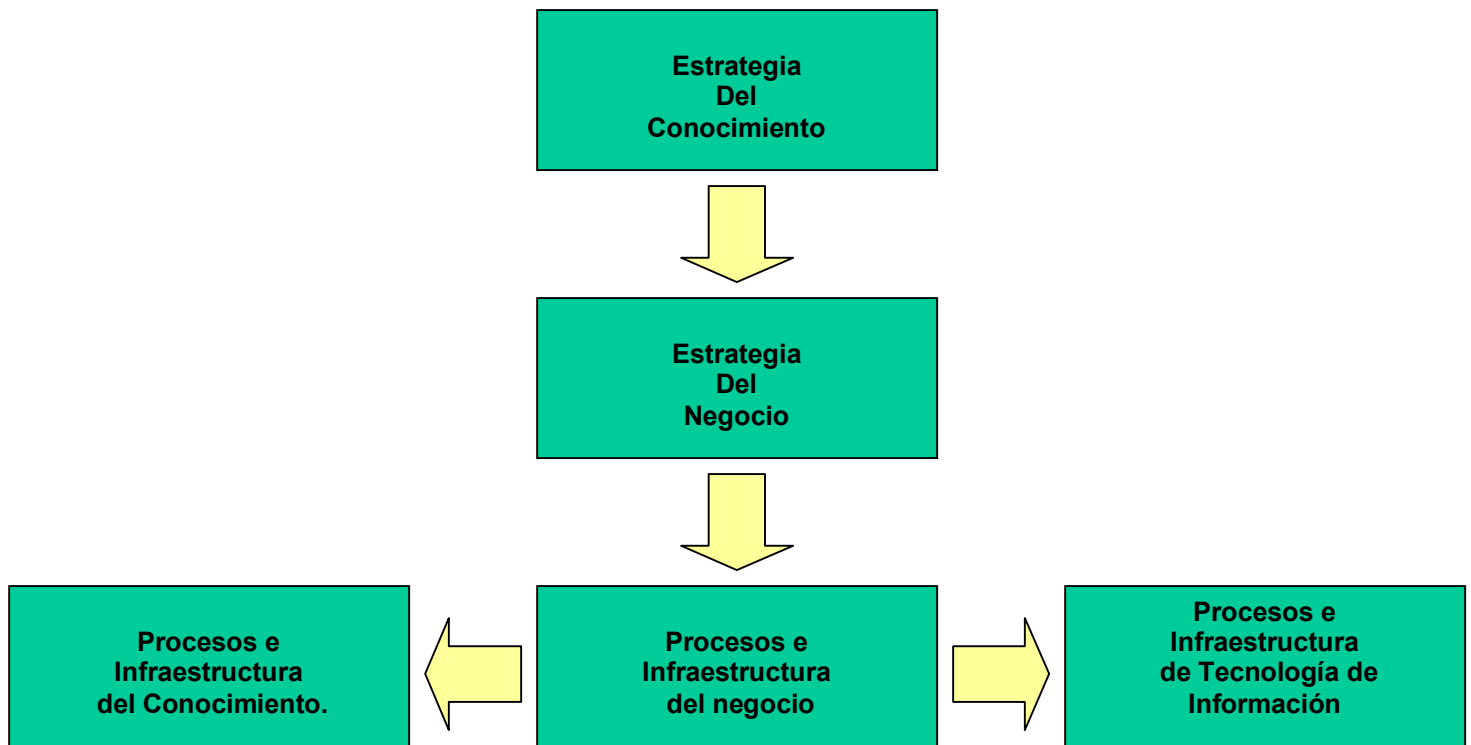 Estrategia
Del
Conocimiento
Estrategia
Del
Negocio
Procesos e
Infraestructura
del Conocimiento.
Procesos e
Infraestructura
del negocio
Procesos e
Infraestructura
de Tecnología de
Información